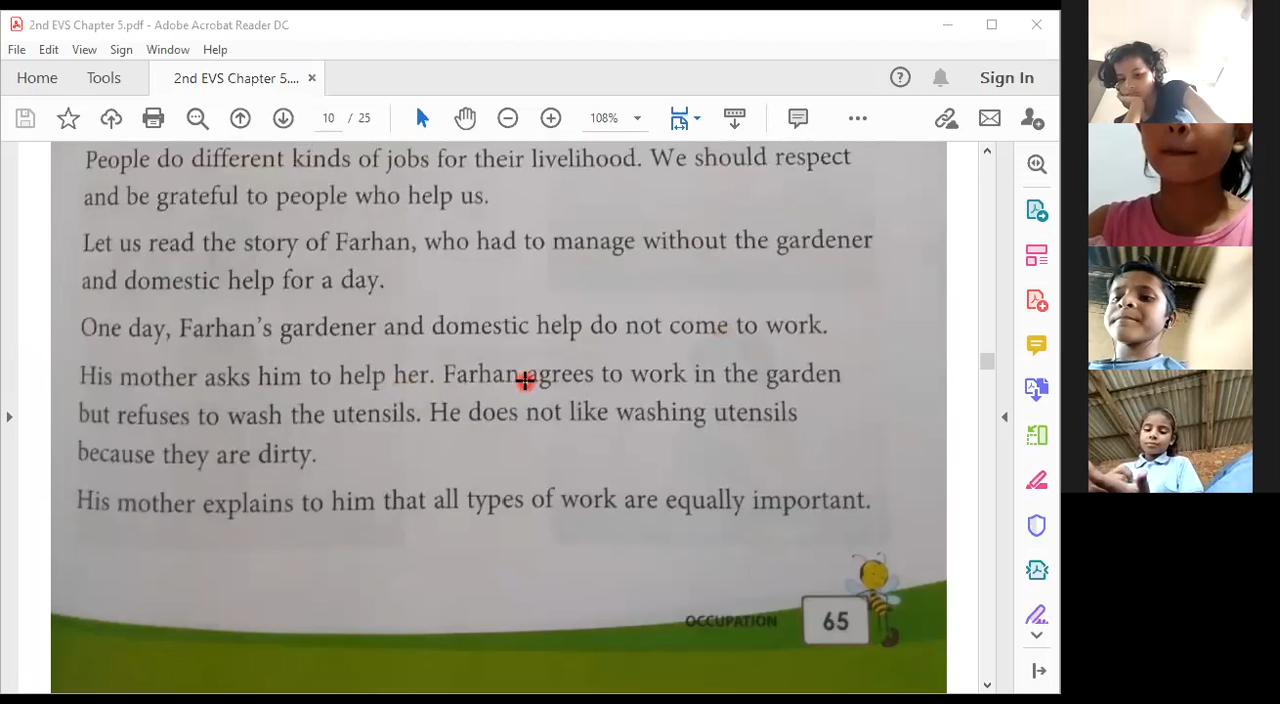 2nd EVS Chapter 5.pdf - Adobe Acrobat Reader DC
File Edit View Sign Window Help
Home Tools 2nd EVS Chapter 5.... × Sign In
10 / 25 108%
People do different kinds of jobs for their livelihood. We should respect
and be grateful to people who help us.
Let us read the story of Farhan, who had to manage without the gardener
and domestic help for a day.
One day, Farhan's gardener and domestic help do not come to work.
His mother asks him to help her. Farhan agrees to work in the garden
but refuses to wash the utensils. He does not like washing utensils
because they are dirty.
His mother explains to him that all types of work are equally important.
OCCUPATION 65